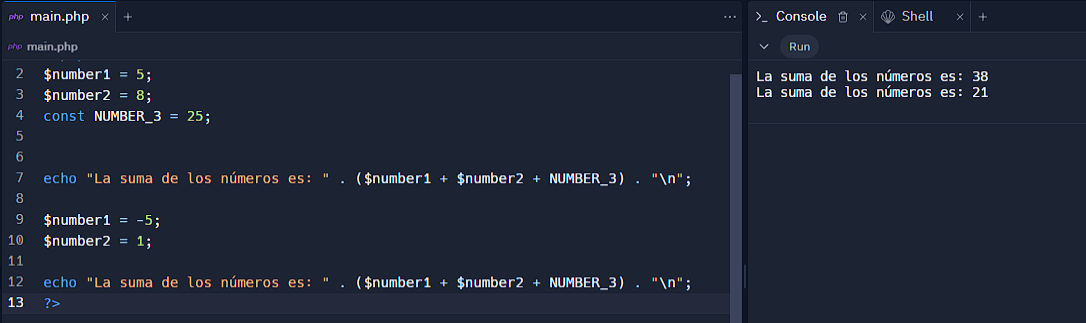 php main.php × +
php main.php
2 $number1 = 5;
3 $number2 = 8;
4 const NUMBER_3 = 25;
5
6
7 echo "La suma de los números es: " . ($number1 + $number2 + NUMBER_3) . "\n";
8
9 $number1 = -5;
10 $number2 = 1;
11
12 echo "La suma de los números es: " . ($number1 + $number2 + NUMBER_3) . "\n";
13 ?>
>_ Console × Shell × +
Run
La suma de los números es: 38
La suma de los números es: 21